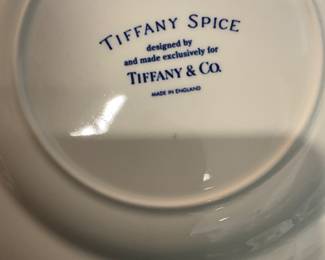 TIFFANY SPICE
designed by
and made exclusively for
TIFFANY & CO.
MADE IN ENGLAND